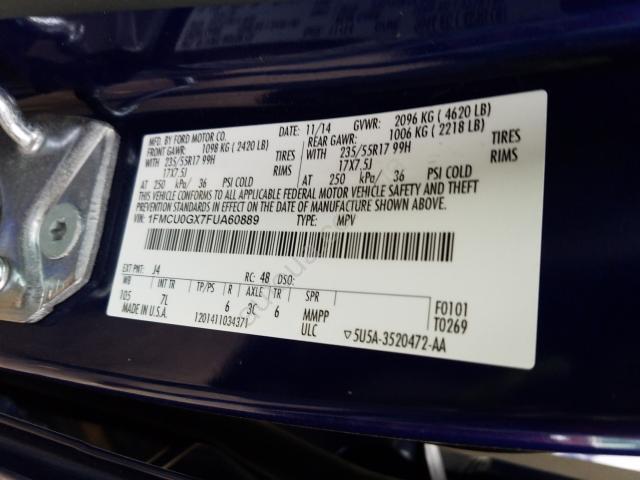 MFD. BY FORD MOTOR CO.
DATE: 11/14
GVWR: 2096 KG ( 4620 LB)
FRONT GAWR: 1098 KG ( 2420 LB)
REAR GAWR: 1006 KG ( 2218 LB)
WITH 235/55R17 99H TIRES
WITH 235/55R17 99H TIRES
17X7.5J RIMS
17X7.5J RIMS
AT 250 kPa/ 36 PSI COLD
AT 250 kPa/ 36 PSI COLD
THIS VEHICLE CONFORMS TO ALL APPLICABLE FEDERAL MOTOR VEHICLE SAFETY AND THEFT
PREVENTION STANDARDS IN EFFECT ON THE DATE OF MANUFACTURE SHOWN ABOVE.
VIN: 1FMCU0GX7FUA60889
TYPE: MPV
EXT PNT: J4 RC: 48 DSO:
WB INT TR TP/PS R AXLE TR SPR
105 7L 6 3C 6 MMPP
F0101
T0269
MADE IN U.S.A. 1201411034371 ULC
▽5U5A-3520472-AA